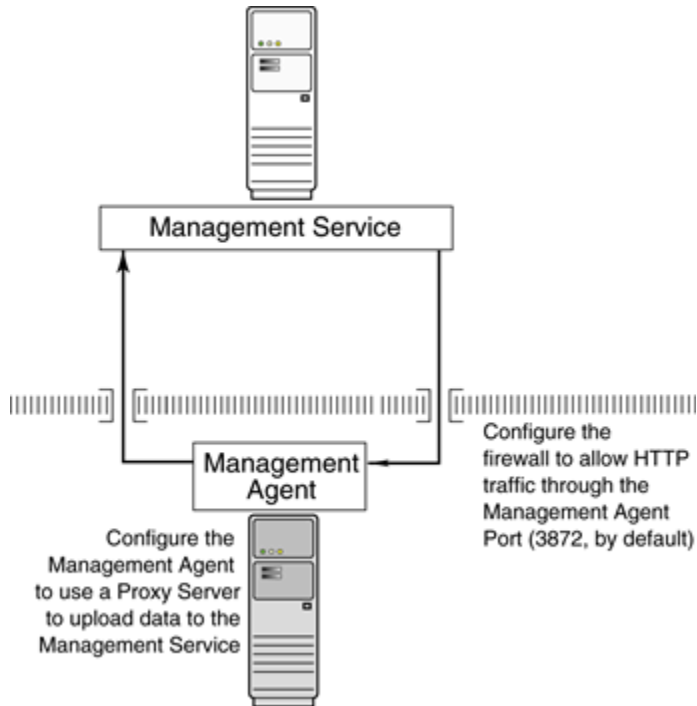 Management Service
Management
Agent
Configure the
firewall to allow HTTP
traffic through the
Management Agent
Port (3872, by default)
Configure the
Management Agent
to use a Proxy Server
to upload data to the
Management Service